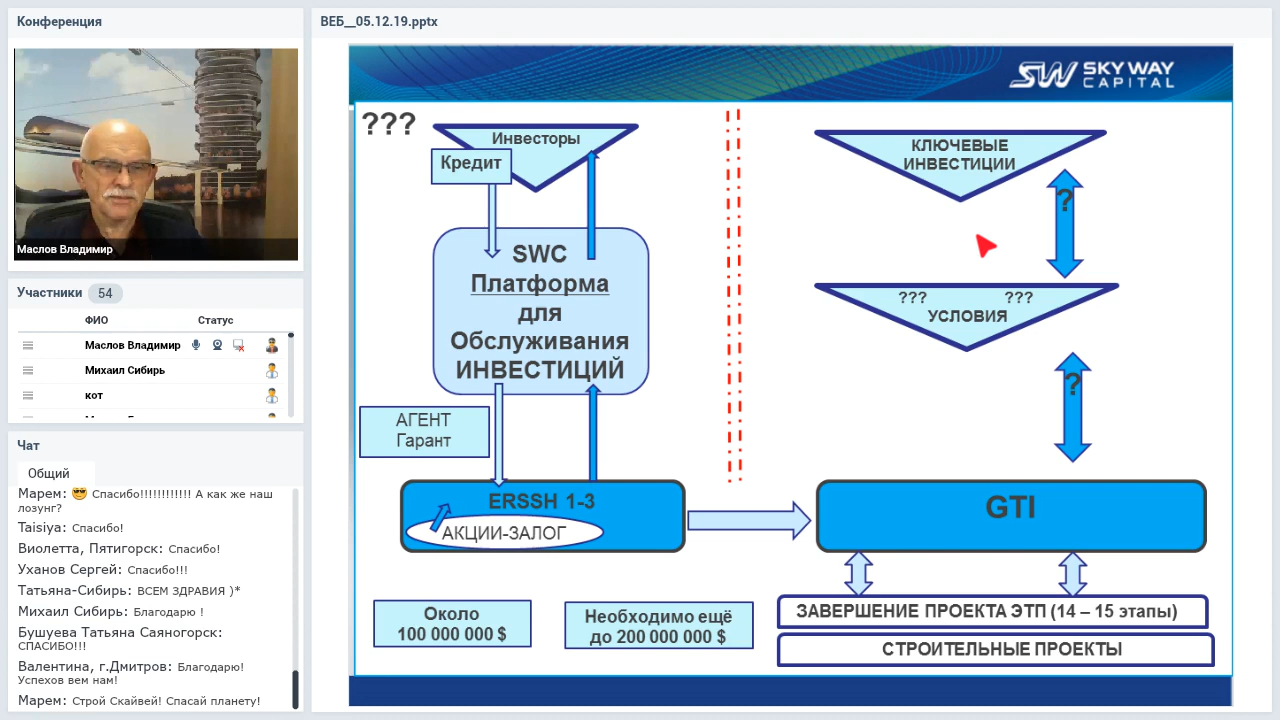 Конференция
Маслов Владимир
Участники 54
ФИО Статус
Маслов Владимир
Михаил Сибирь
кот
Чат
Общий
Марем: Спасибо!!!!!!!!!!!! А как же наш
лозунг?
Taisiya: Спасибо!
Виолетта, Пятигорск: Спасибо!
Уханов Сергей: Спасибо!!!
Татьяна-Сибирь: ВСЕМ ЗДРАВИЯ )*
Михаил Сибирь: Благодарю !
Бушуева Татьяна Саяногорск:
СПАСИБО!!!
Валентина, г.Дмитров: Благодарю!
Успехов вем нам!
Марем: Строй Скайвей! Спасай планету!
ВЕБ__05.12.19.pptx
SW SKY WAY
CAPITAL
???
Инвесторы
Кредит
SWC
Платформа
для
Обслуживания
ИНВЕСТИЦИЙ
АГЕНТ
Гарант
ERSSH 1-3
АКЦИИ-ЗАЛОГ
Около
100 000 000 $
Необходимо ещё
до 200 000 000 $
КЛЮЧЕВЫЕ
ИНВЕСТИЦИИ
?
??? ???
УСЛОВИЯ
?
GTI
ЗАВЕРШЕНИЕ ПРОЕКТА ЭТП (14 – 15 этапы)
СТРОИТЕЛЬНЫЕ ПРОЕКТЫ